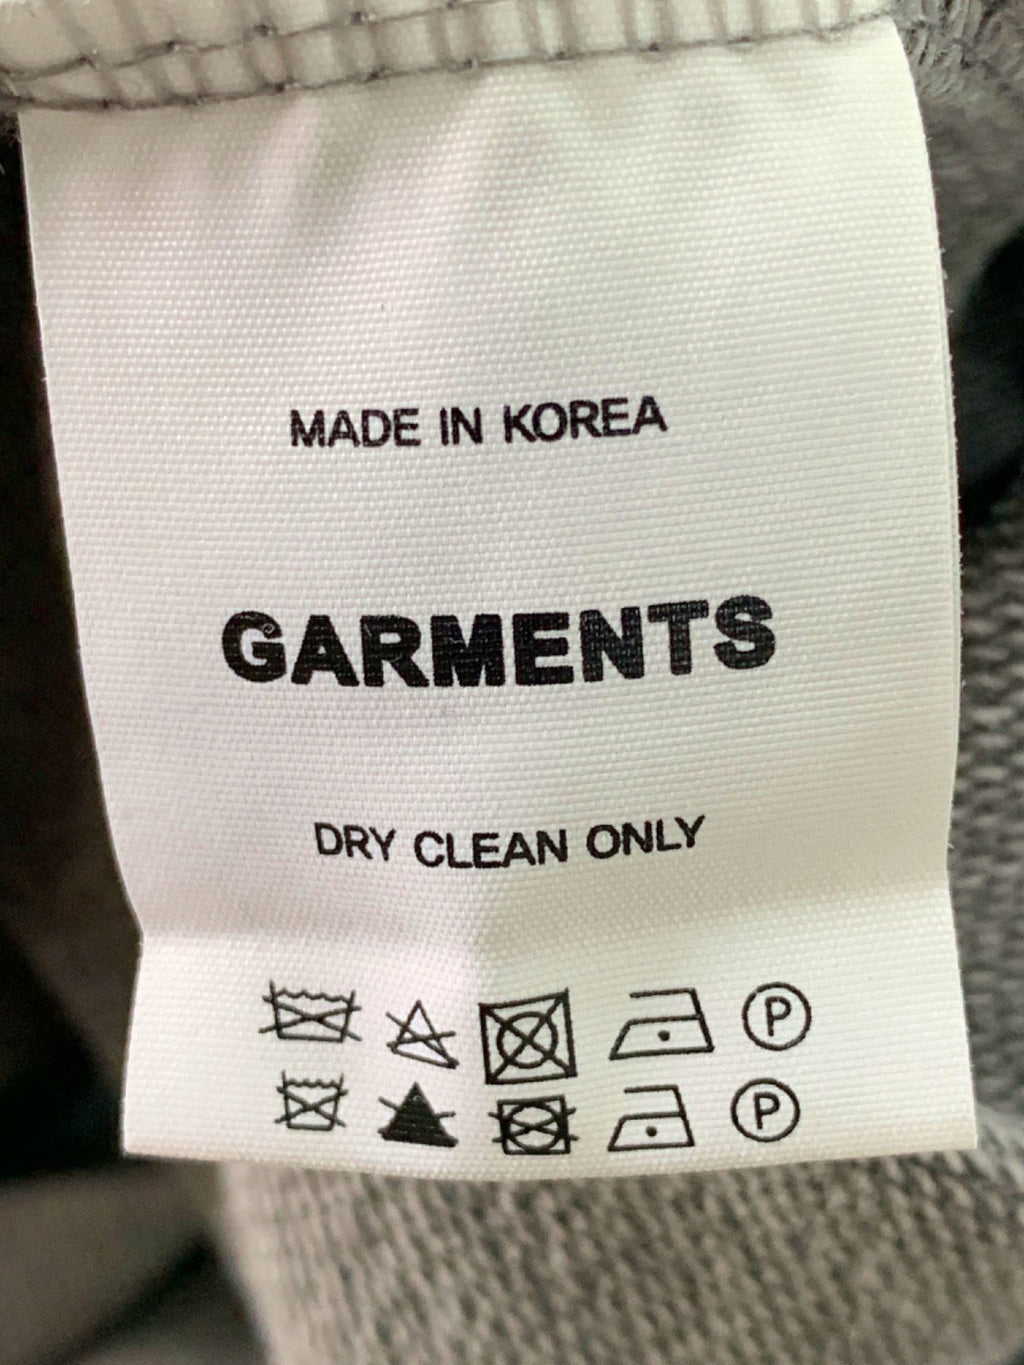 MADE IN KOREA
GARMENTS
DRY CLEAN ONLY
P
P